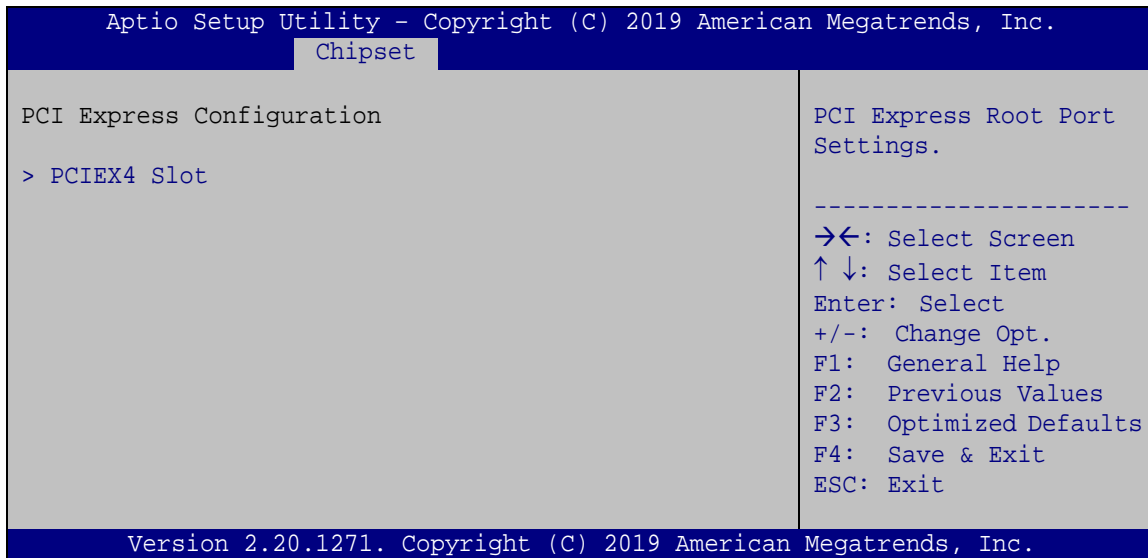 Aptio Setup Utility – Copyright (C) 2019 American Megatrends, Inc.
Chipset
PCI Express Configuration
> PCIEX4 Slot
PCI Express Root Port
Settings.
----------------------
→←: Select Screen
↑ ↓: Select Item
Enter: Select
+/-: Change Opt.
F1: General Help
F2: Previous Values
F3: Optimized Defaults
F4: Save & Exit
ESC: Exit
Version 2.20.1271. Copyright (C) 2019 American Megatrends, Inc.